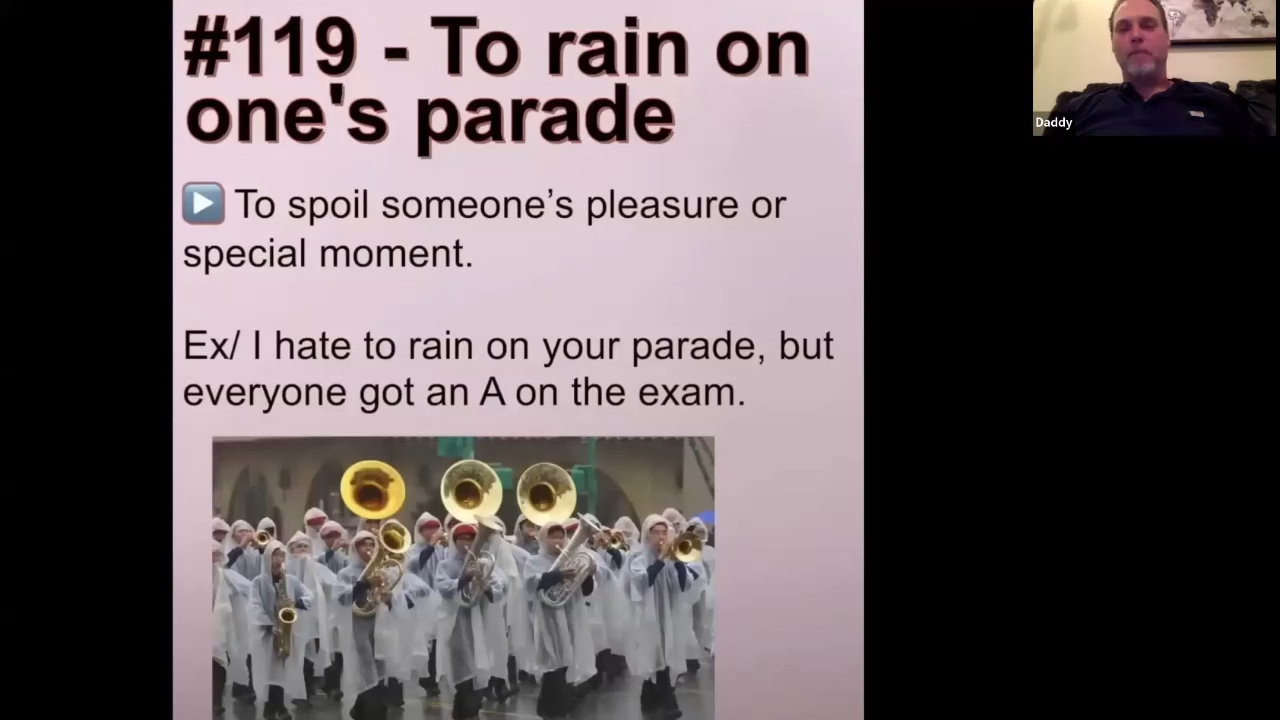 #119 - To rain on
one's parade
▶ To spoil someone’s pleasure or
special moment.
Ex/ I hate to rain on your parade, but
everyone got an A on the exam.
Daddy